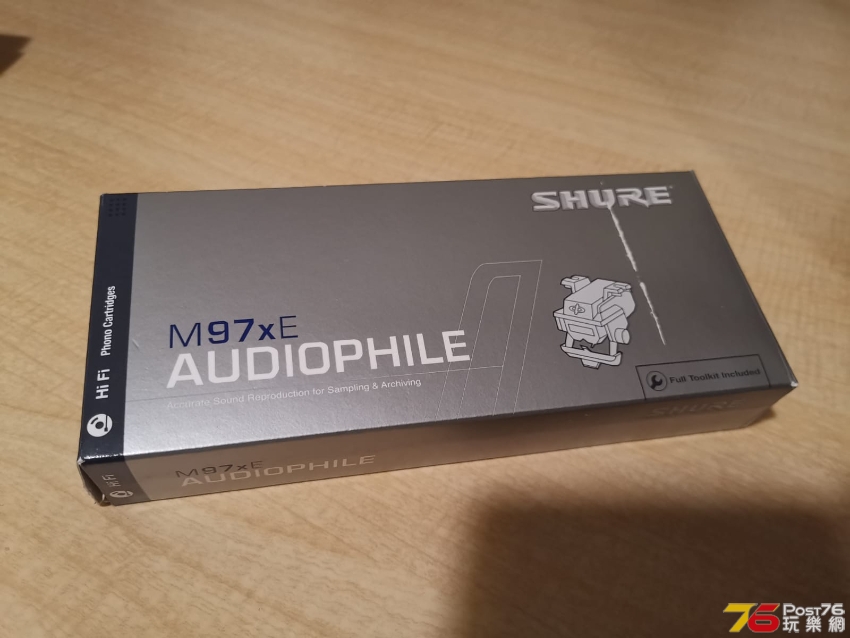 SHURE
M97xE
AUDIOPHILE
Accurate Sound Reproduction for Sampling & Archiving
Full Toolkit Included
Hi Fi Phono Cartridges
SHURE
M97xE
AUDIOPHILE
Hi Fi
76 Post76
玩樂網